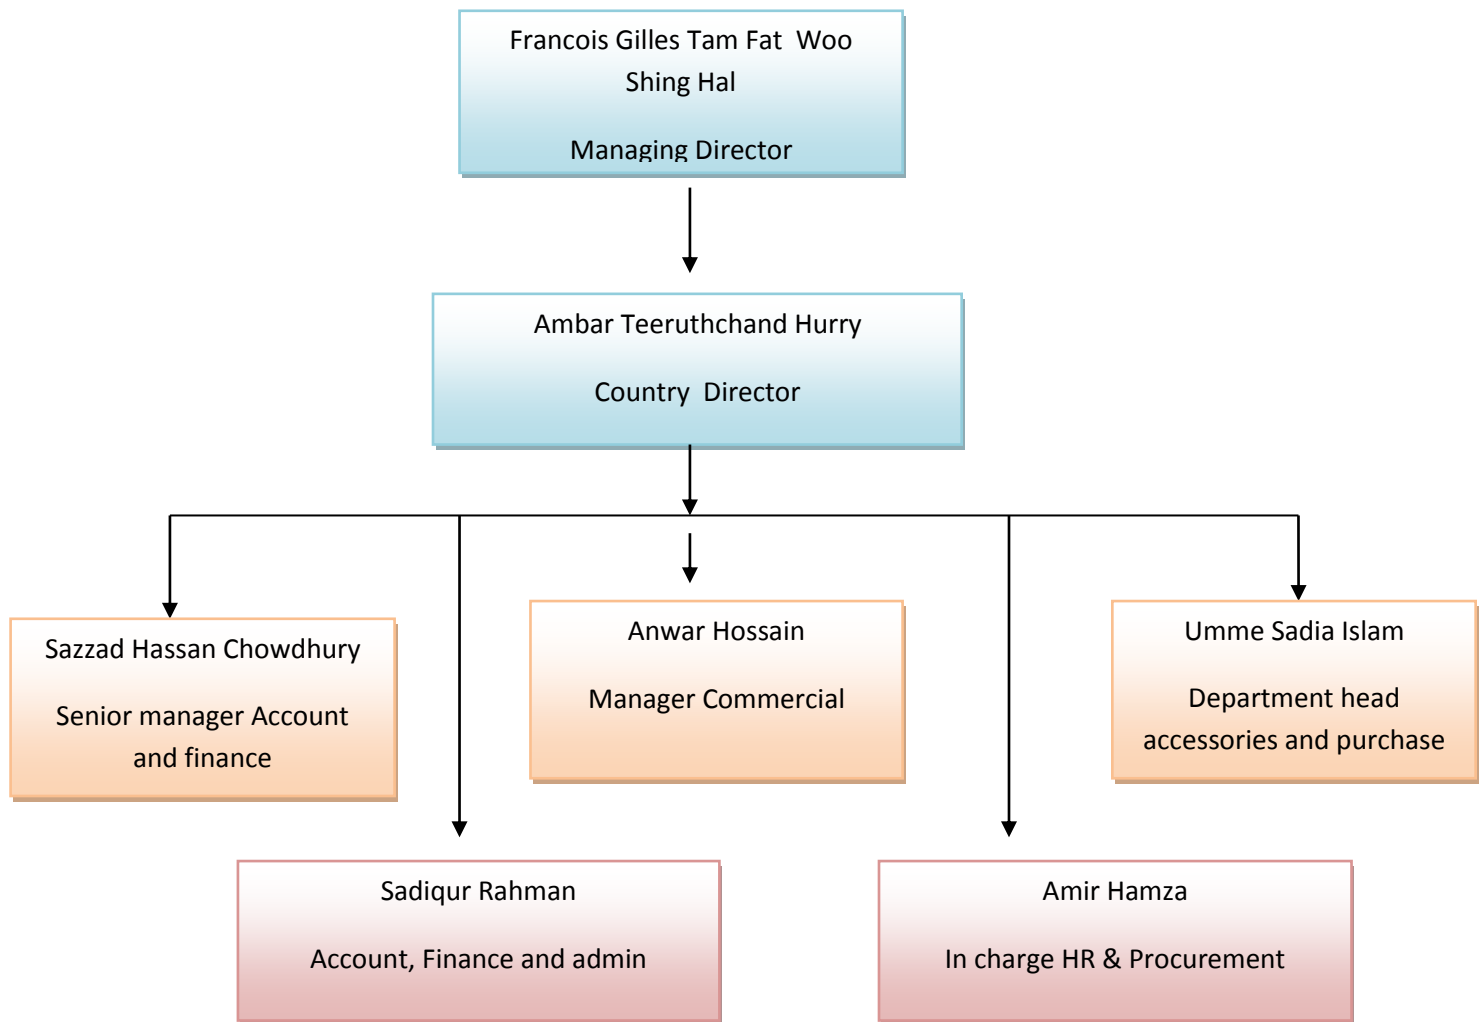 Francois Gilles Tam Fat  Woo
Shing Hal
Managing Director
Ambar Teeruthchand Hurry
Country  Director
Sazzad Hassan Chowdhury
Senior manager Account
and finance
Anwar Hossain
Manager Commercial
Umme Sadia Islam
Department head
accessories and purchase
Sadiqur Rahman
Account, Finance and admin
Amir Hamza
In charge HR & Procurement